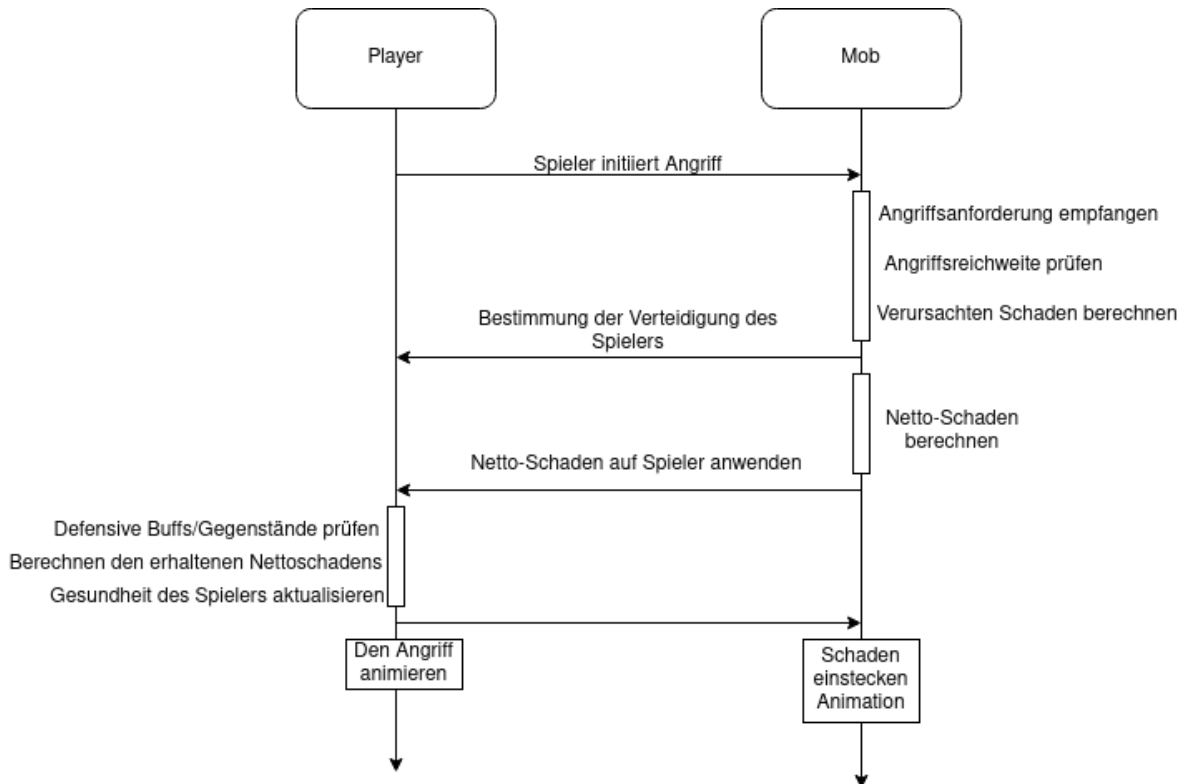 Player
Mob
Spieler initiiert Angriff
Angriffsanforderung empfangen
Angriffsreichweite prüfen
Verursachten Schaden berechnen
Bestimmung der Verteidigung des
Spielers
Netto-Schaden
berechnen
Netto-Schaden auf Spieler anwenden
Defensive Buffs/Gegenstände prüfen
Berechnen den erhaltenen Nettoschadens
Gesundheit des Spielers aktualisieren
Den Angriff
animieren
Schaden
einstecken
Animation